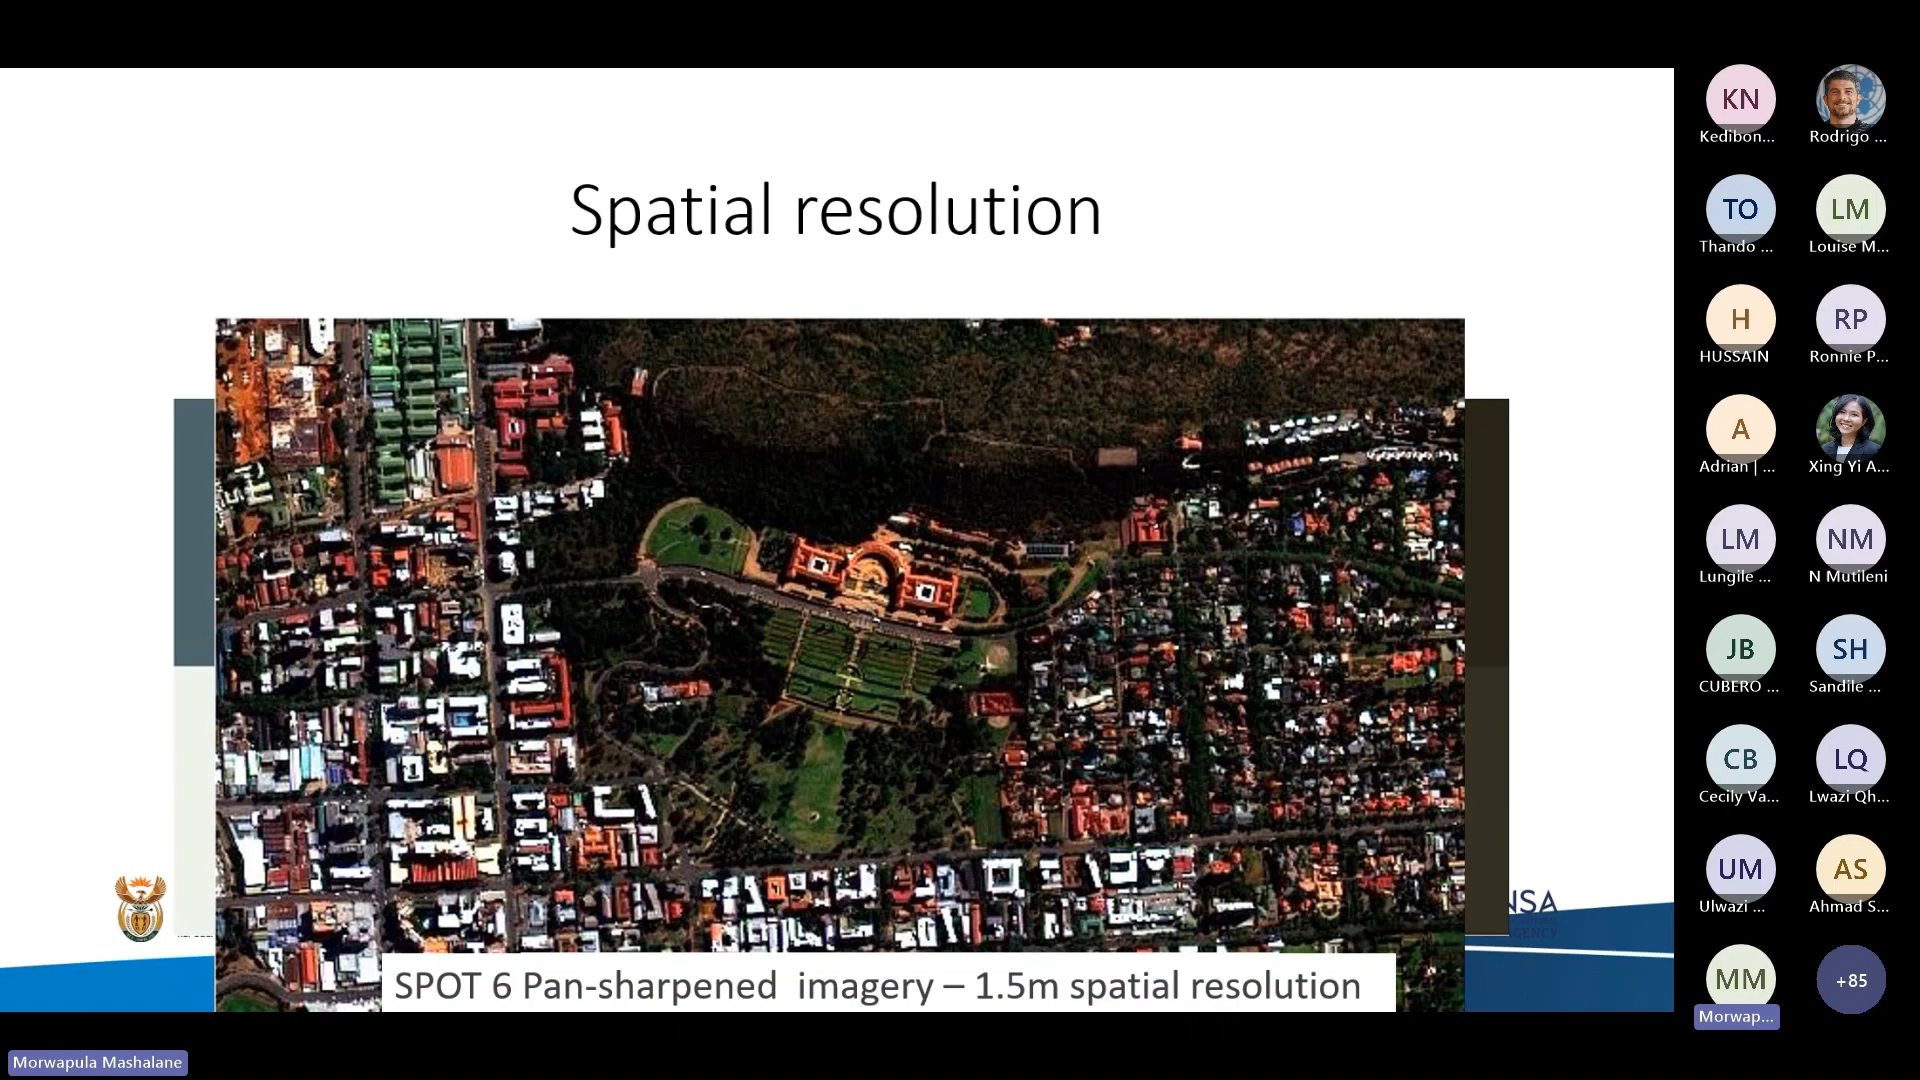 Spatial resolution
NSA
GENCY
SPOT 6 Pan-sharpened imagery – 1.5m spatial resolution
KN
Kedibon...
Rodrigo ...
TO
Thando ...
LM
Louise M...
H
HUSSAIN
RP
Ronnie P...
A
Adrian | ...
Xing Yi A...
LM
Lungile ...
NM
N Mutileni
JB
CUBERO ...
SH
Sandile ...
CB
Cecily Va...
LQ
Lwazi Qh...
UM
Ulwazi ...
AS
Ahmad S...
MM
Morwap...
+85
Morwapula Mashalane